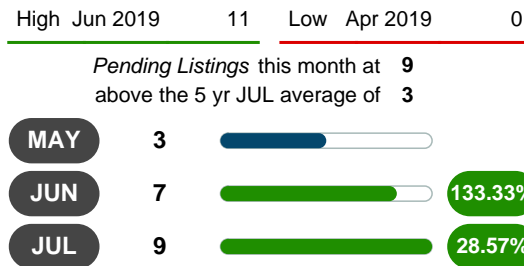 High Jun 2019 11 Low Apr 2019 0
Pending Listings this month at 9
above the 5 yr JUL average of 3
MAY 3
JUN 7 133.33%
JUL 9 28.57%